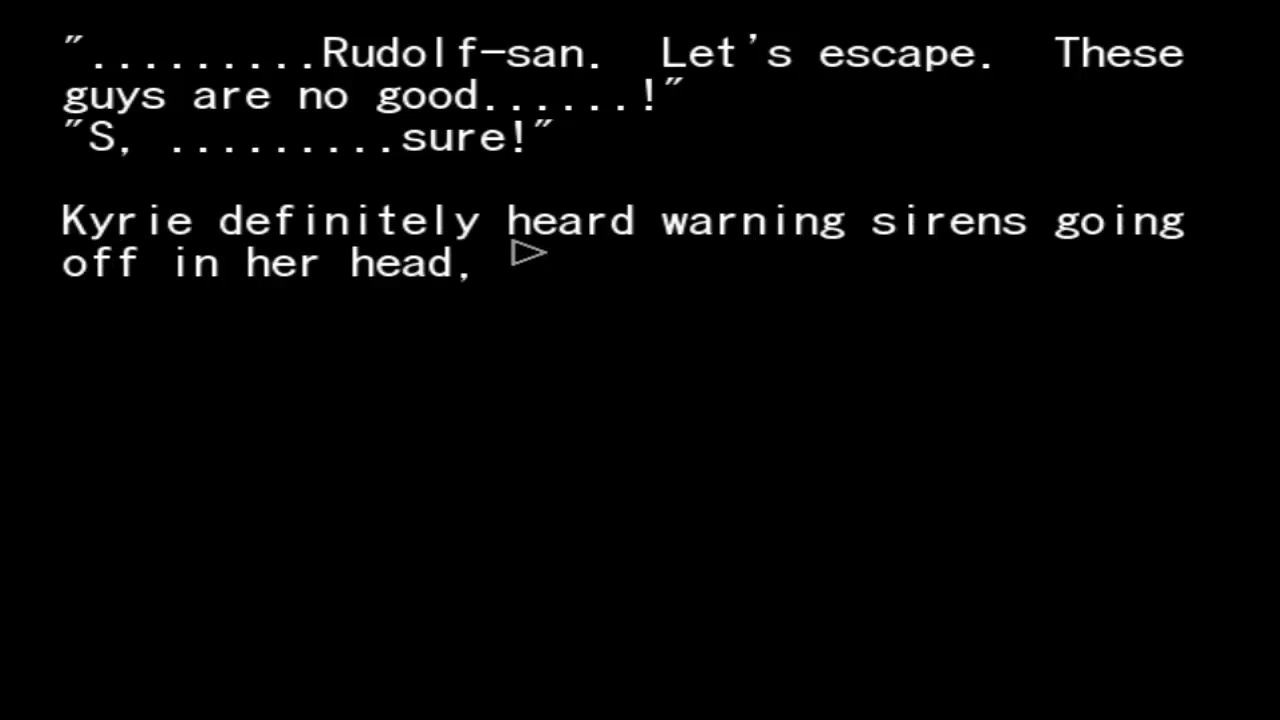 ".........Rudolf-san.  Let's escape.  These
guys are no good......!"
"S, .........sure!"
Kyrie definitely heard warning sirens going
off in her head,